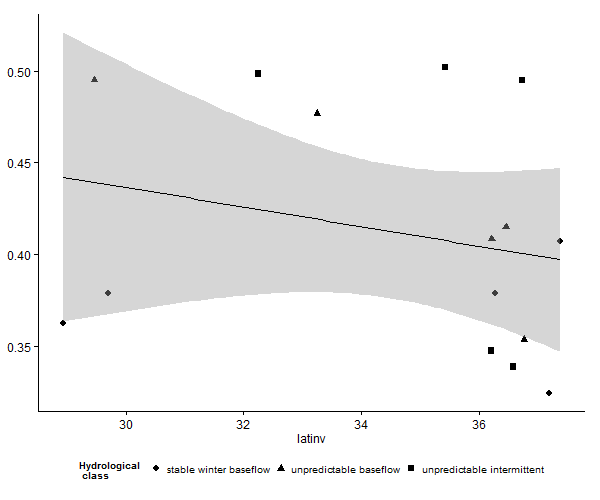 0.50
0.45
0.40
0.35
30 32 34 36
latinv
Hydrological
class
stable winter baseflow unpredictable baseflow unpredictable intermittent